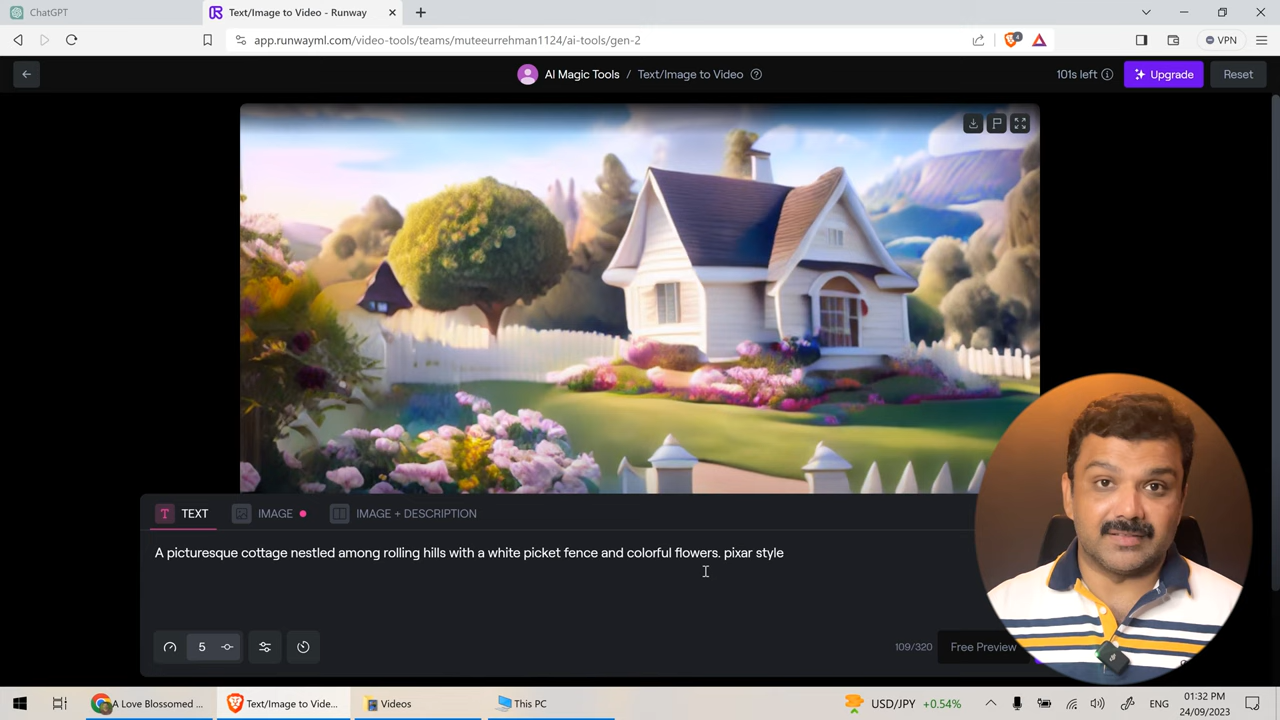 ChatGPT
Text/Image to Video - Runway
app.runwayml.com/video-tools/teams/muteeurrehman1124/ai-tools/gen-2
4
VPN
AI Magic Tools / Text/Image to Video
101s left
Upgrade
Reset
T TEXT
IMAGE
IMAGE + DESCRIPTION
A picturesque cottage nestled among rolling hills with a white picket fence and colorful flowers. pixar style
5
109/320
Free Preview
A Love Blossomed ...
Text/Image to Vide...
Videos
This PC
USD/JPY +0.54%
ENG
01:32 PM
24/09/2023